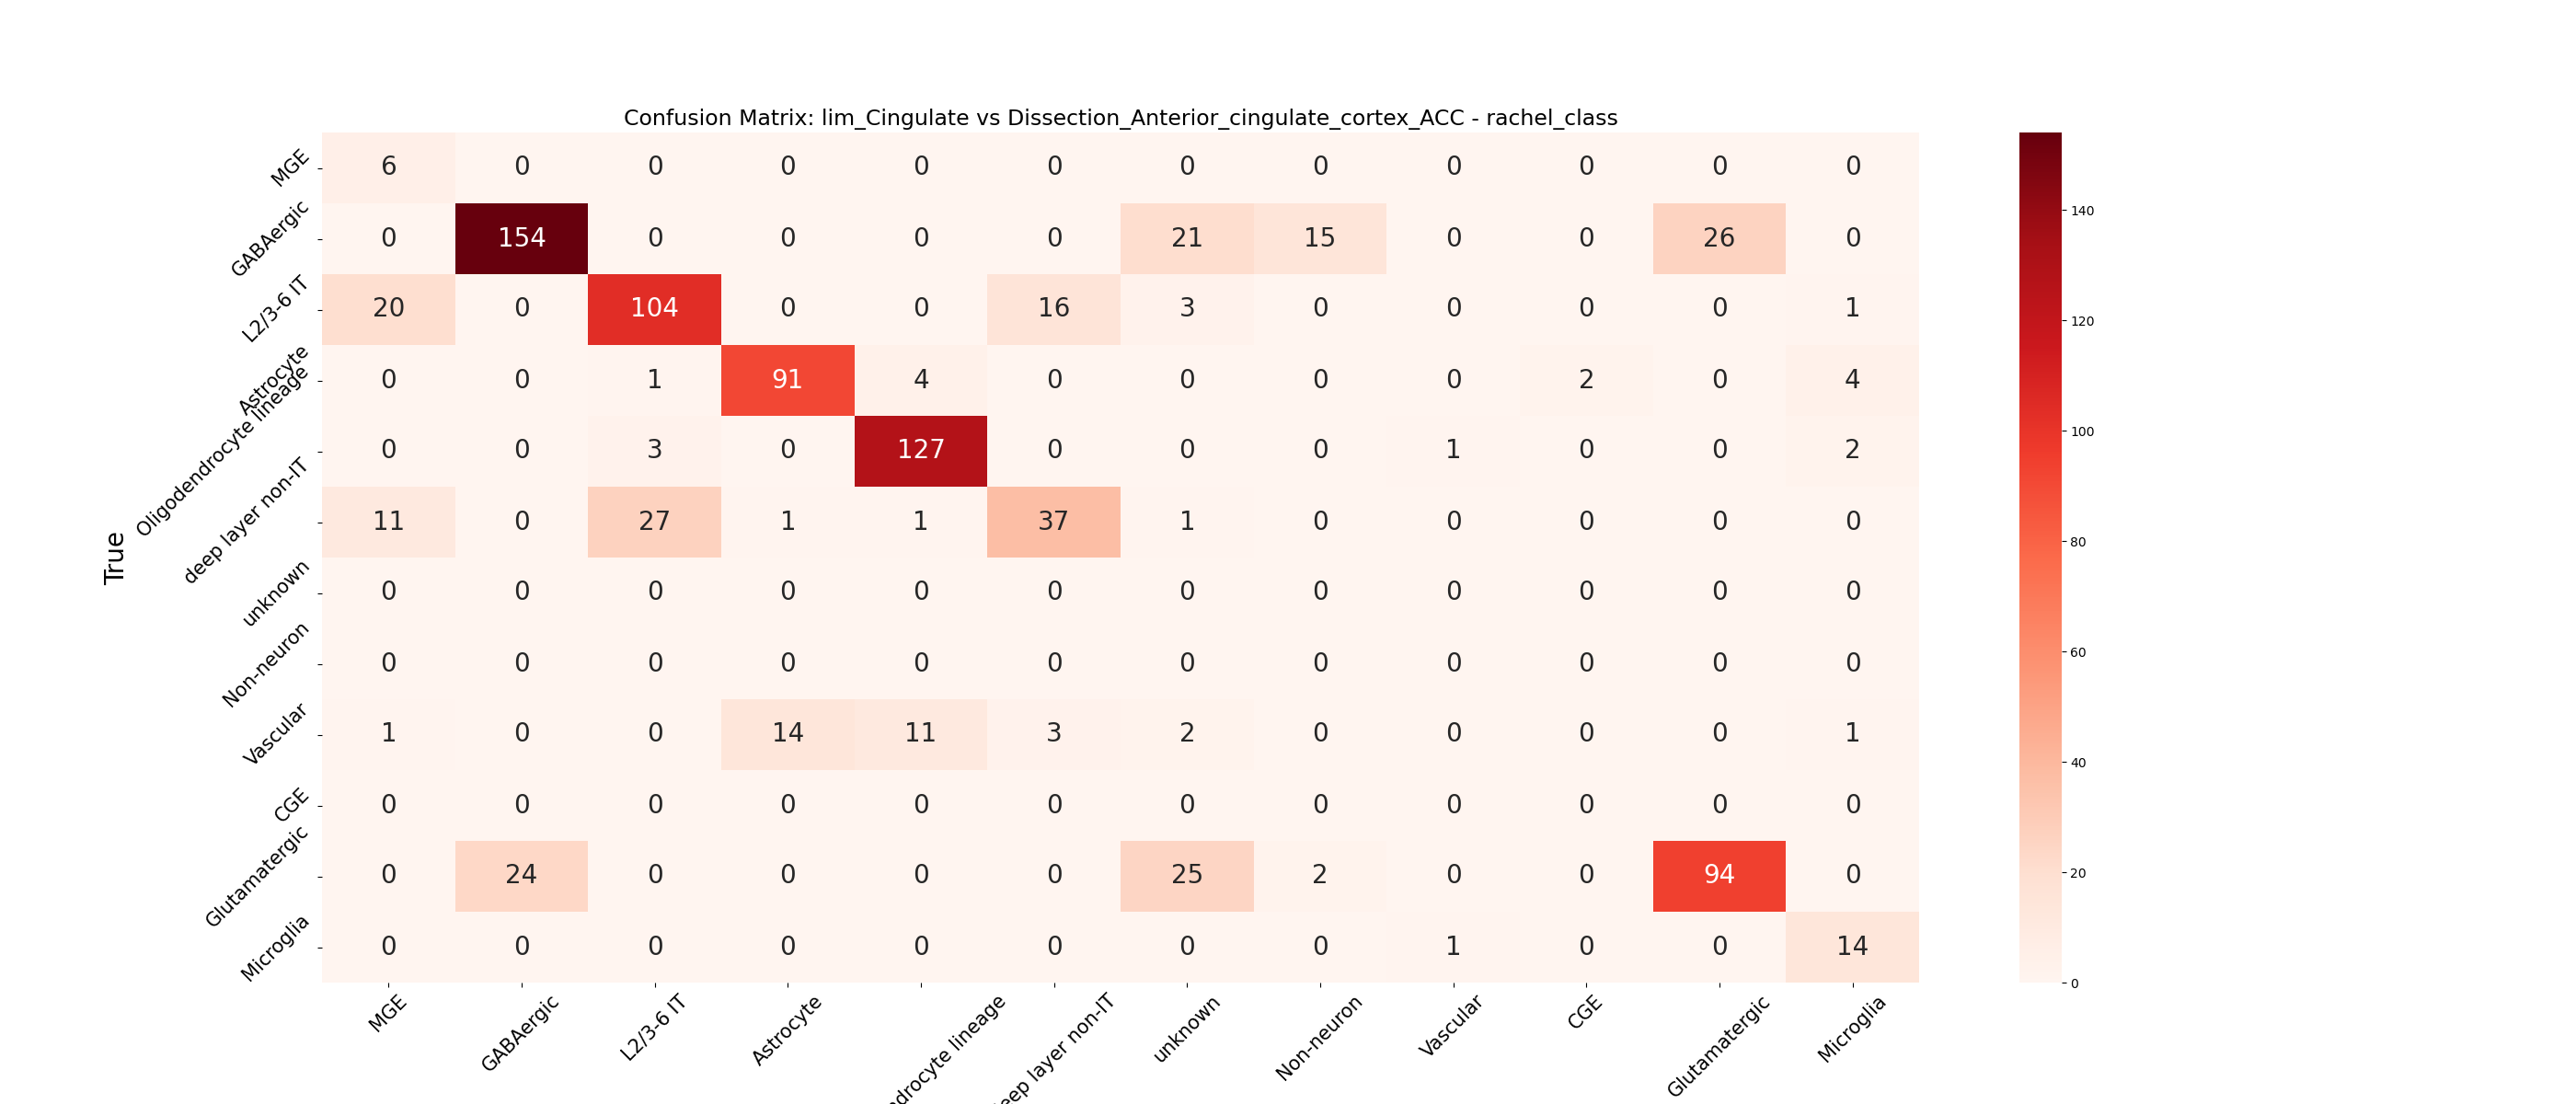 Confusion Matrix: lim_Cingulate vs Dissection_Anterior_cingulate_cortex_ACC - rachel_class
True
MGE 6 0 0 0 0 0 0 0 0 0 0 0
GABAergic 0 154 0 0 0 0 21 15 0 0 26 0
L2/3-6 IT 20 0 104 0 0 16 3 0 0 0 0 1
Astrocyte 0 0 1 91 4 0 0 0 0 2 0 4
Oligodendrocyte lineage 0 0 3 0 127 0 0 0 1 0 0 2
deep layer non-IT 11 0 27 1 1 37 1 0 0 0 0 0
unknown 0 0 0 0 0 0 0 0 0 0 0 0
Non-neuron 0 0 0 0 0 0 0 0 0 0 0 0
Vascular 1 0 0 14 11 3 2 0 0 0 0 1
CGE 0 0 0 0 0 0 0 0 0 0 0 0
Glutamatergic 0 24 0 0 0 0 25 2 0 0 94 0
Microglia 0 0 0 0 0 0 0 0 1 0 0 14
MGE GABAergic L2/3-6 IT Astrocyte lineage layer non-IT unknown Non-neuron Vascular CGE Glutamatergic Microglia
140
120
100
80
60
40
20
0